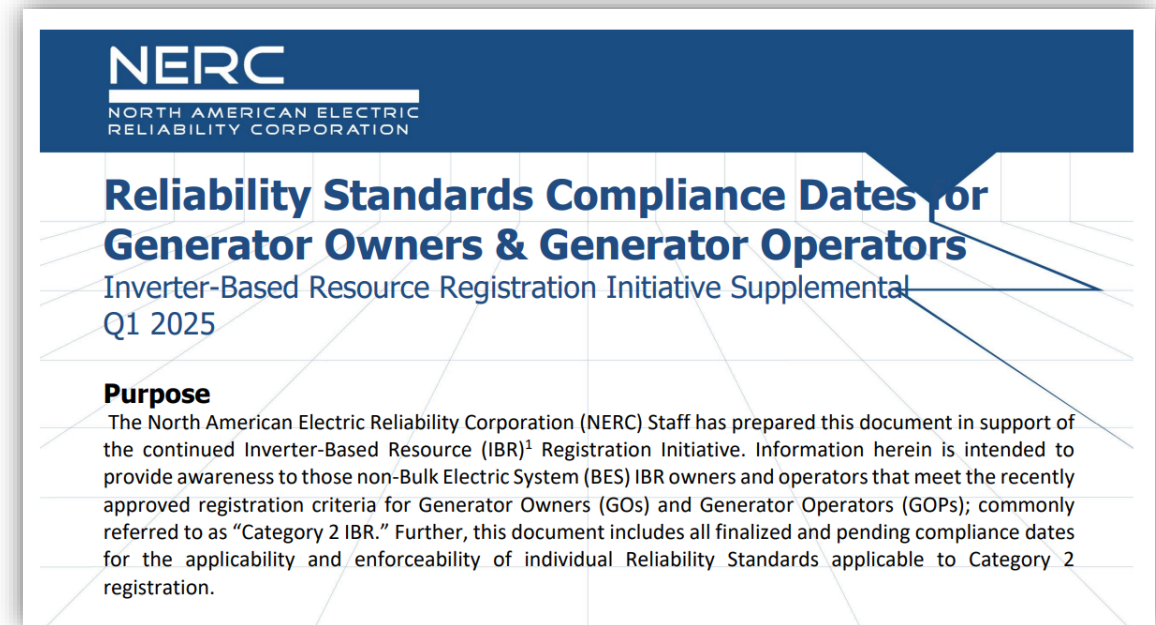 NERC
NORTH AMERICAN ELECTRIC
RELIABILITY CORPORATION
Reliability Standards Compliance Dates for
Generator Owners & Generator Operators
Inverter-Based Resource Registration Initiative Supplemental
Q1 2025
Purpose
The North American Electric Reliability Corporation (NERC) Staff has prepared this document in support of
the continued Inverter-Based Resource (IBR)¹ Registration Initiative. Information herein is intended to
provide awareness to those non-Bulk Electric System (BES) IBR owners and operators that meet the recently
approved registration criteria for Generator Owners (GOs) and Generator Operators (GOPs); commonly
referred to as “Category 2 IBR.” Further, this document includes all finalized and pending compliance dates
for the applicability and enforceability of individual Reliability Standards applicable to Category 2
registration.